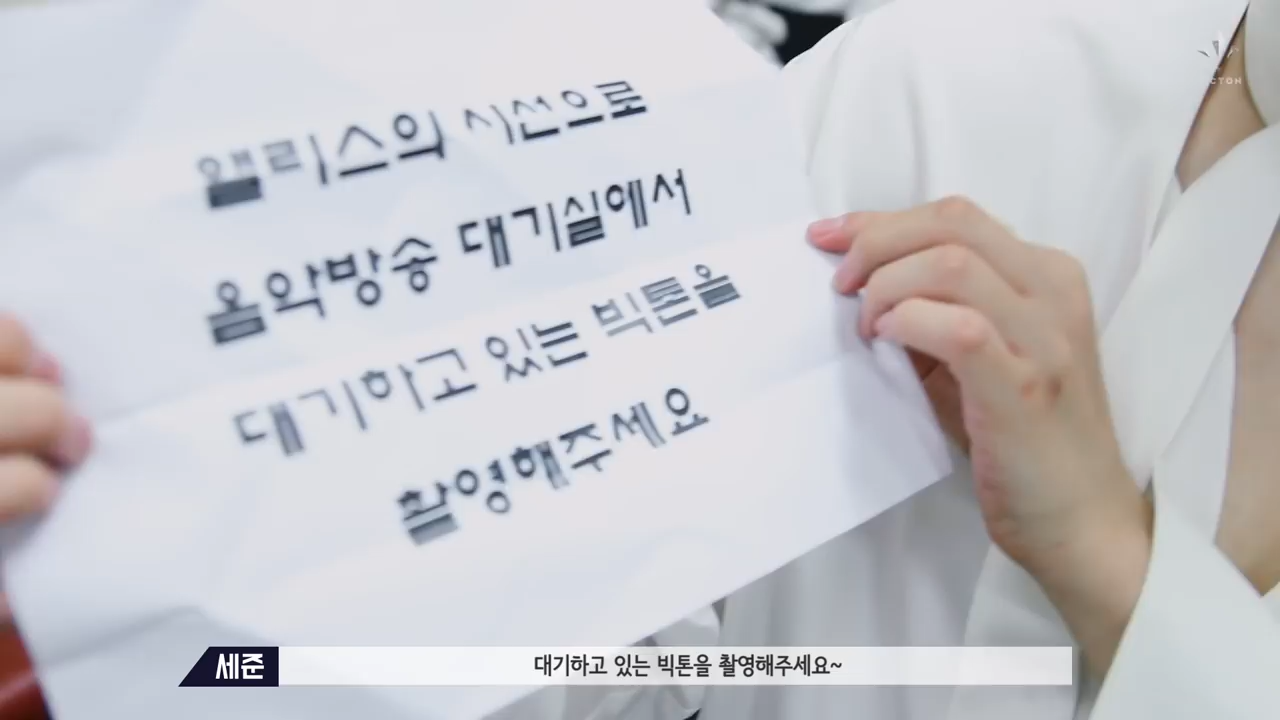 앨리스의 시선으로
음악방송 대기실에서
대기하고 있는 빅톤을
촬영해주세요
세준
대기하고 있는 빅톤을 촬영해주세요~